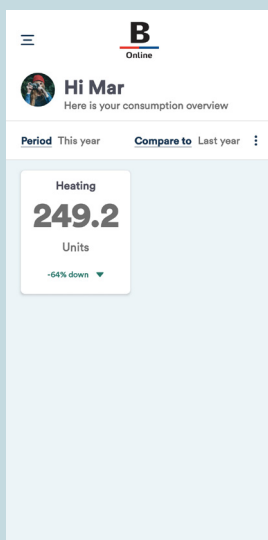 B
Online
Hi Mar
Here is your consumption overview
Period This year Compare to Last year
Heating
249.2
Units
-64% down